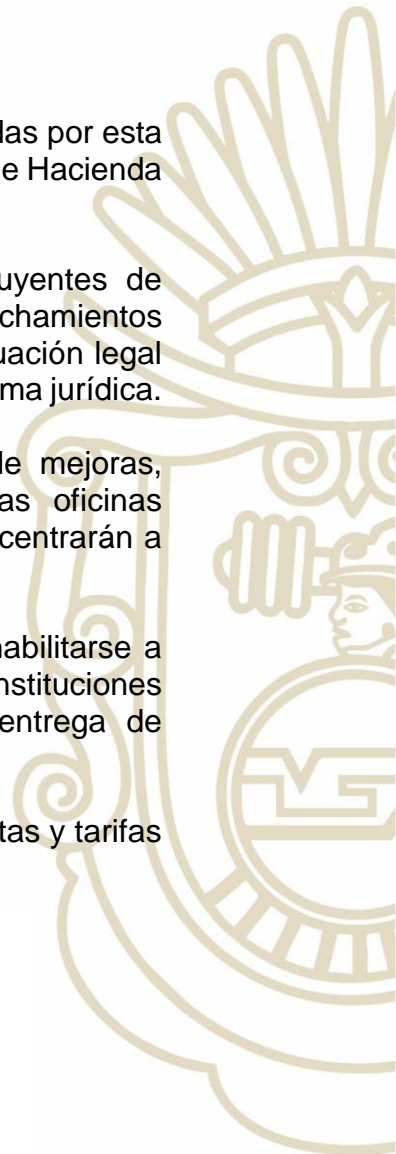 das por esta
e Hacienda
uyentes de
chamientos
uación legal
ma jurídica.
de mejoras,
as oficinas
centrarán a
abilitarse a
nstituciones
entrega de
tas y tarifas